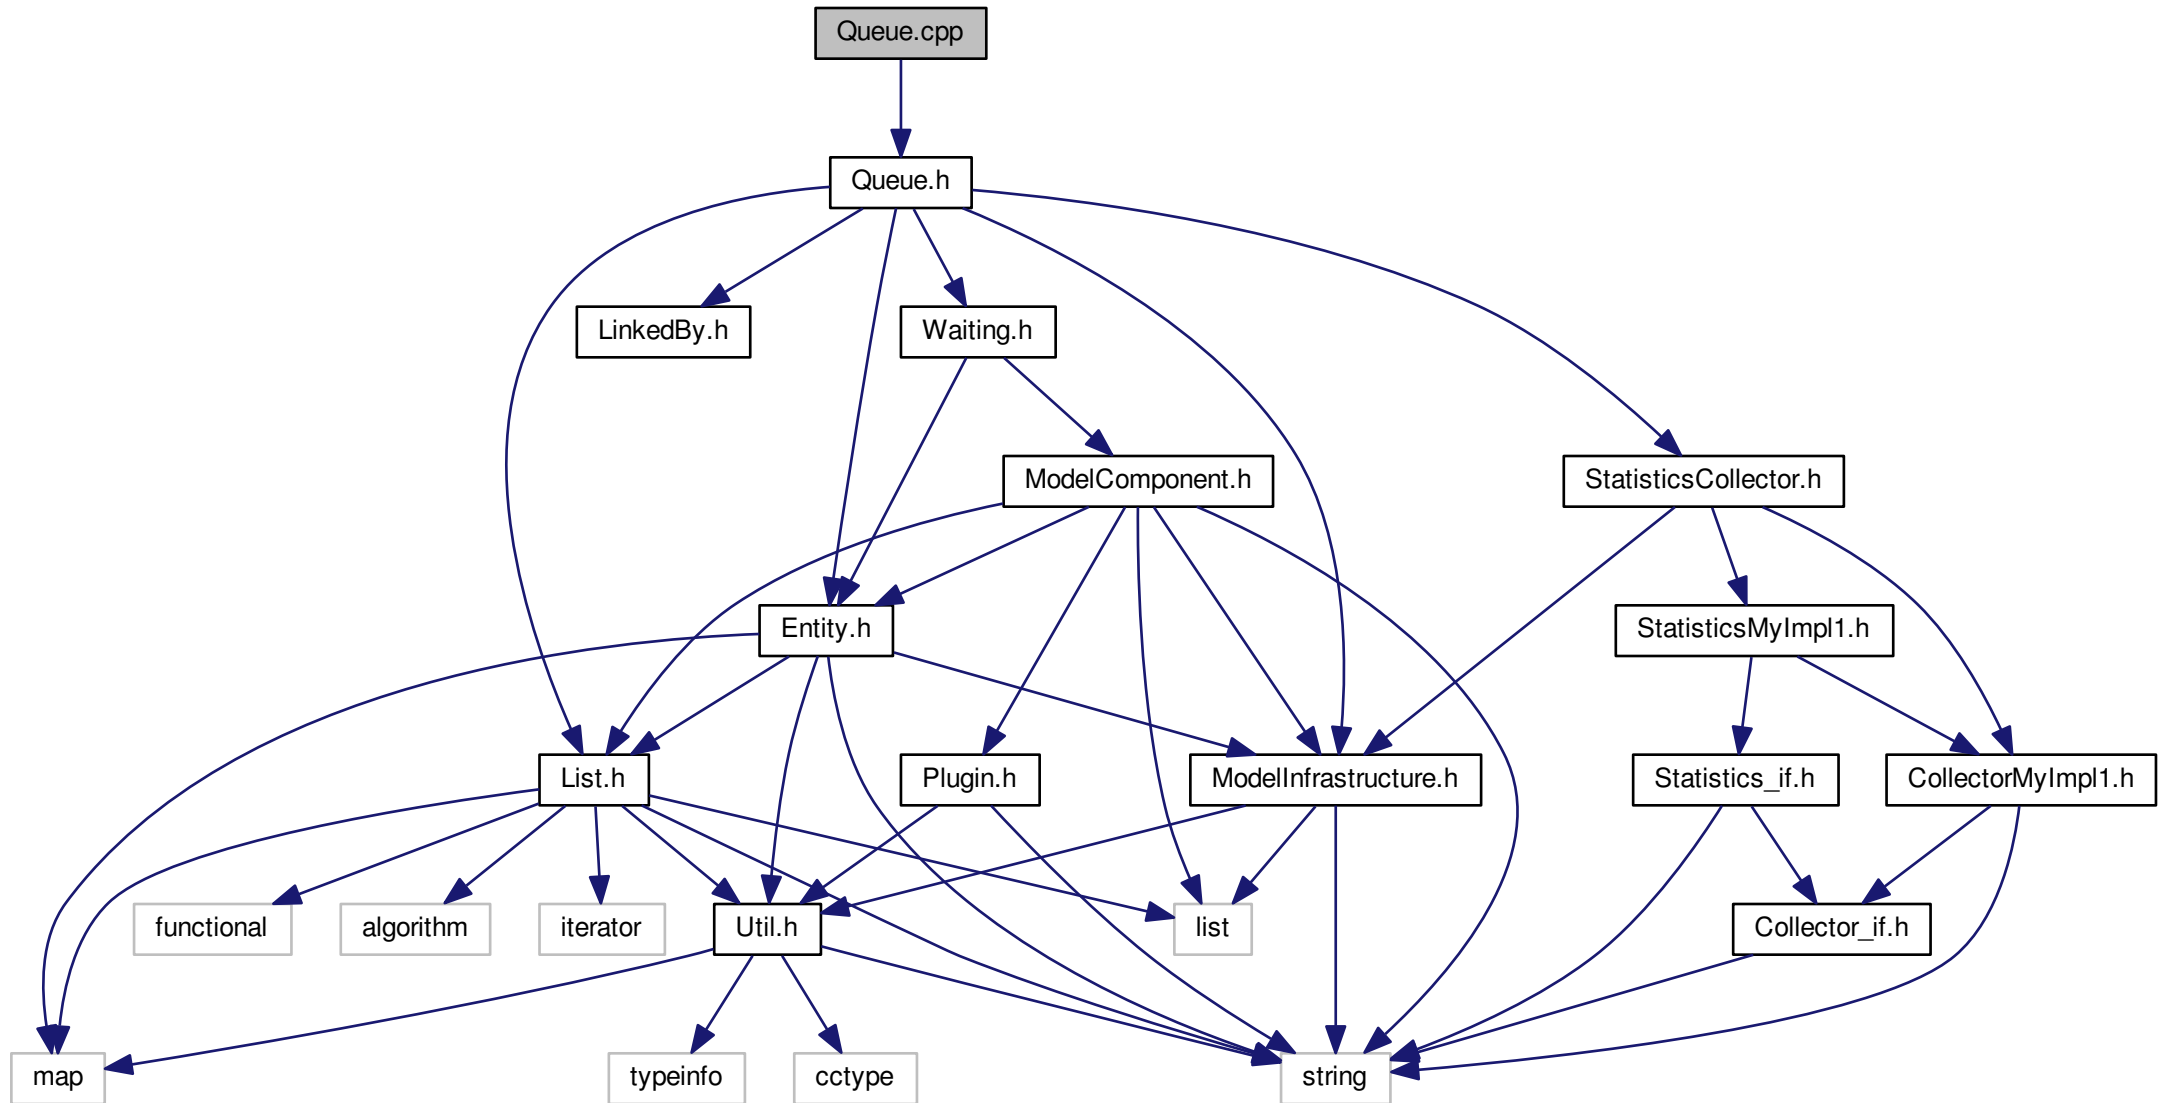 Queue.cpp
Queue.h
LinkedBy.h
Waiting.h
ModelComponent.h
StatisticsCollector.h
Entity.h
StatisticsMyImpl1.h
List.h
Plugin.h
ModelInfrastructure.h
Statistics_if.h
CollectorMyImpl1.h
functional
algorithm
iterator
Util.h
list
Collector_if.h
map
typeinfo
cctype
string